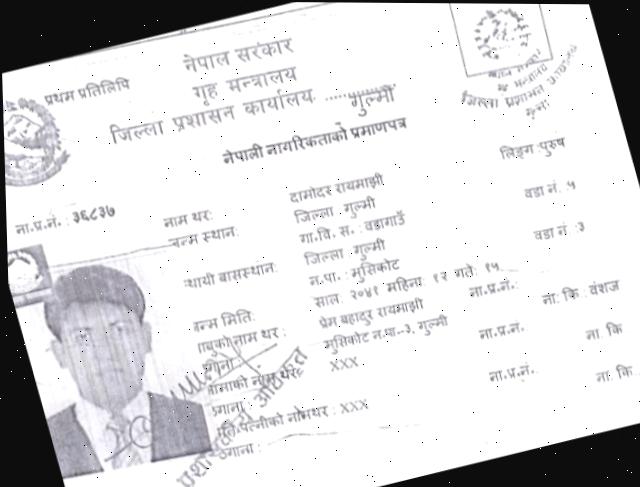 नेपाल सरकार
गृह मन्त्रालय
प्रथम प्रतिलिपि
जिल्ला प्रशासन कार्यालय, ......गुल्मी
नेपाली नागरिकताको प्रमाणपत्र
लिङ्ग :पुरुष
ना.प्र.नं. : ३६८३७
नाम थर: दामोदर रायमाझी
जन्म स्थान: जिल्ला : गुल्मी
गा.वि. स. : वडागाउँ वडा नं. ५
स्थायी बासस्थान: जिल्ला : गुल्मी
न.पा. : मुसिकोट वडा नं : ३
जन्म मिति: साल: २०४१ महिना: १२ गते: १५
बाबुको नाम थर : प्रेम बहादुर रायमाझी ना.प्र.नं.: ना. कि : वंशज
ठेगाना : मुसिकोट न.पा.-३, गुल्मी
आमाको नाम थर: XXX ना.प्र.नं. ना. कि
ठेगाना :
पति/पत्नीको नामथर : XXX ना.प्र.नं. ना. कि
ठेगाना :
प्रशासकीय अधिकृत